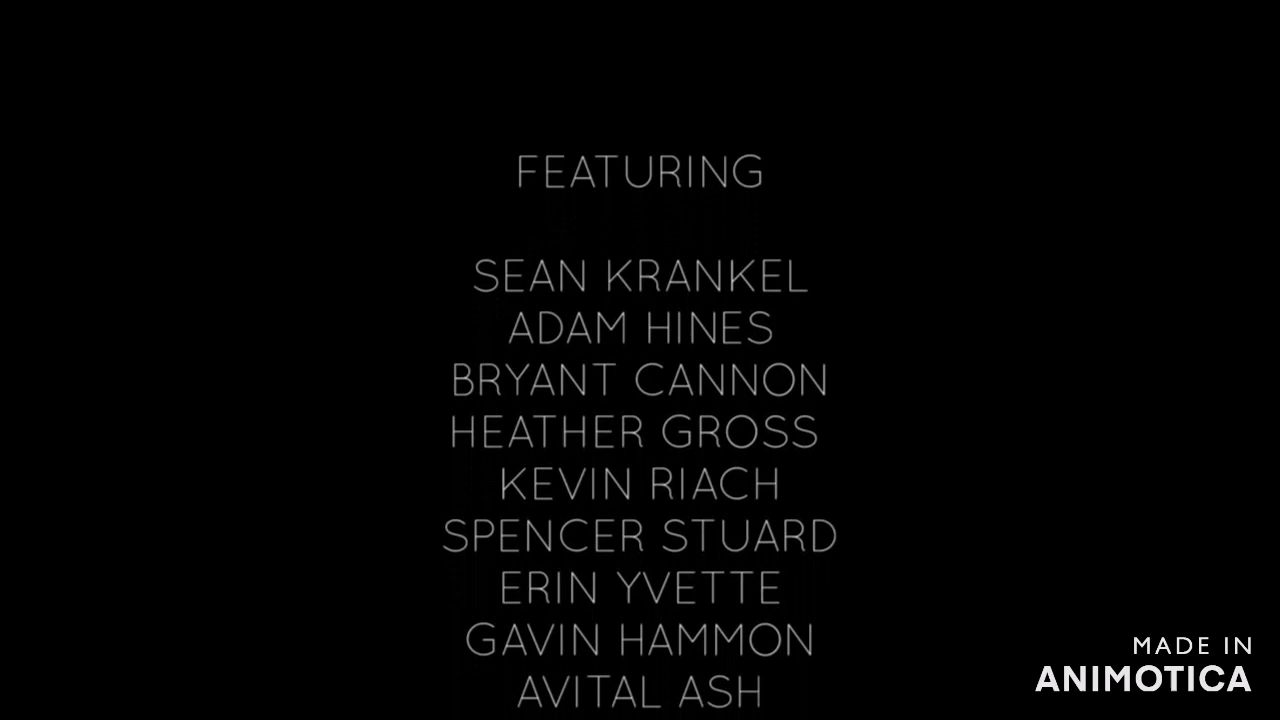 FEATURING
SEAN KRANKEL
ADAM HINES
BRYANT CANNON
HEATHER GROSS
KEVIN RIACH
SPENCER STUARD
ERIN YVETTE
GAVIN HAMMON
AVITAL ASH
MADE IN
ANIMOTICA